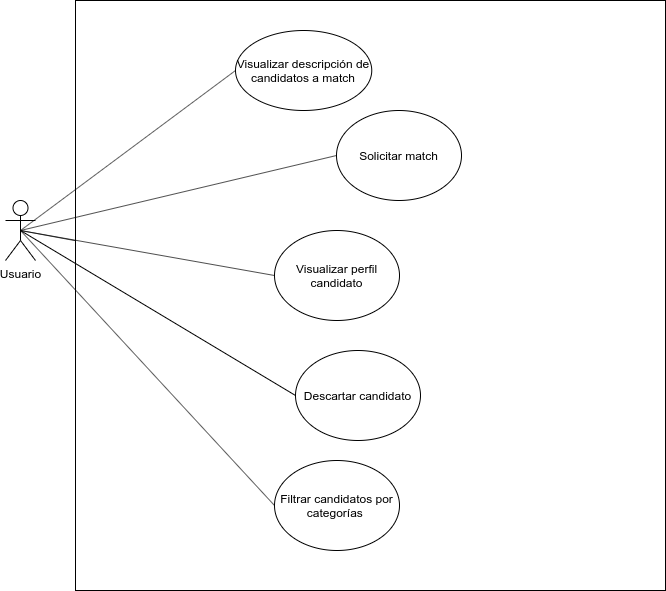 Visualizar descripción de
candidatos a match
Solicitar match
Usuario
Visualizar perfil
candidato
Descartar candidato
Filtrar candidatos por
categorías